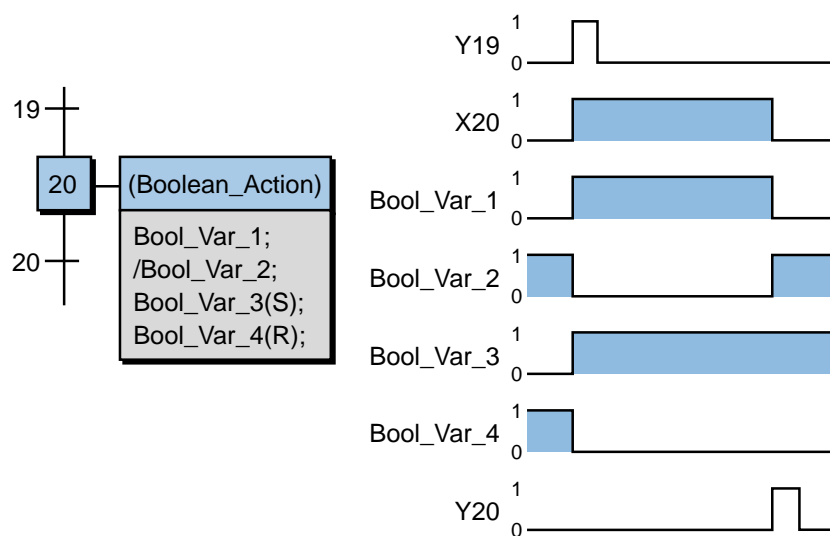 19
20
(Boolean_Action)
Bool_Var_1;
/Bool_Var_2;
Bool_Var_3(S);
Bool_Var_4(R);
20
Y19
1
0
X20
1
0
Bool_Var_1
1
0
Bool_Var_2
1
0
Bool_Var_3
1
0
Bool_Var_4
1
0
Y20
1
0